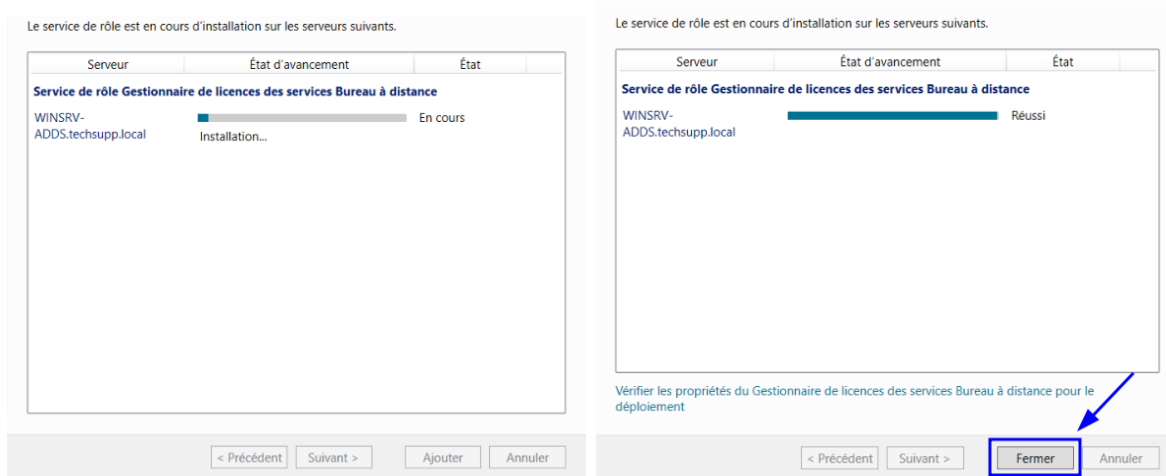 Le service de rôle est en cours d'installation sur les serveurs suivants.
Serveur État d'avancement État
Service de rôle Gestionnaire de licences des services Bureau à distance
WINSRV-
ADDS.techsupp.local
En cours
Installation...
< Précédent Suivant > Ajouter Annuler
Le service de rôle est en cours d'installation sur les serveurs suivants.
Serveur État d'avancement État
Service de rôle Gestionnaire de licences des services Bureau à distance
WINSRV-
ADDS.techsupp.local
Réussi
Vérifier les propriétés du Gestionnaire de licences des services Bureau à distance pour le
déploiement
< Précédent Suivant > Fermer Annuler